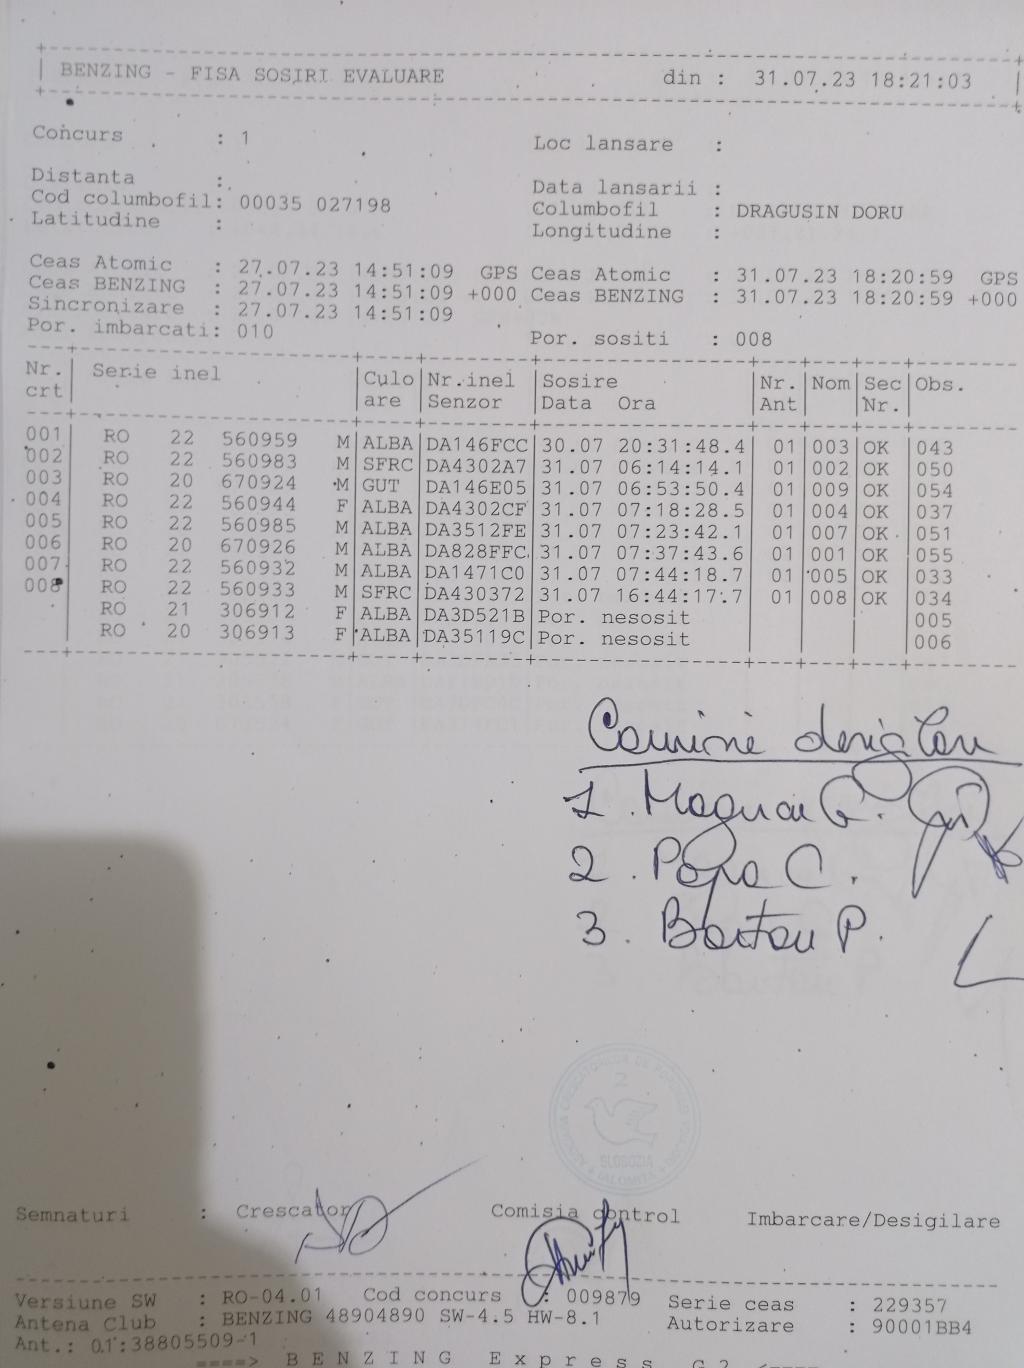 BENZING - FISA SOSIRI EVALUARE din : 31.07.23 18:21:03
Concurs : 1 Loc lansare :
Distanta : Data lansarii :
Cod columbofil: 00035 027198 Columbofil : DRAGUSIN DORU
Latitudine : Longitudine :
Ceas Atomic : 27.07.23 14:51:09 GPS Ceas Atomic : 31.07.23 18:20:59 GPS
Ceas BENZING : 27.07.23 14:51:09 +000 Ceas BENZING : 31.07.23 18:20:59 +000
Sincronizare : 27.07.23 14:51:09
Por. imbarcati: 010 Por. sositi : 008
Nr. Serie inel Culo Nr.inel Sosire Nr. Nom Sec Obs.
crt are Senzor Data Ora Ant Nr.
001 RO 22 560959 M ALBA DA146FCC 30.07 20:31:48.4 01 003 OK 043
002 RO 22 560983 M SFRC DA4302A7 31.07 06:14:14.1 01 002 OK 050
003 RO 20 670924 M GUT DA146E05 31.07 06:53:50.4 01 009 OK 054
004 RO 22 560944 F ALBA DA4302CF 31.07 07:18:28.5 01 004 OK 037
005 RO 22 560985 M ALBA DA3512FE 31.07 07:23:42.1 01 007 OK 051
006 RO 20 670926 M ALBA DA828FFC 31.07 07:37:43.6 01 001 OK 055
007 RO 22 560932 M ALBA DA1471C0 31.07 07:44:18.7 01 005 OK 033
008 RO 22 560933 M SFRC DA430372 31.07 16:44:17.7 01 008 OK 034
RO 21 306912 F ALBA DA3D521B Por. nesosit 005
RO 20 306913 F ALBA DA35119C Por. nesosit 006
1.
2. Popa C.
3. P.
2
SLOBOZIA
IALOMITA
Semnaturi : Crescator Comisia control Imbarcare/Desigilare
Versiune SW : RO-04.01 Cod concurs : 009879 Serie ceas : 229357
Antena Club : BENZING 48904890 SW-4.5 HW-8.1 Autorizare : 90001BB4
Ant.: 01:38805509-1
====> BENZING Express G2 <====